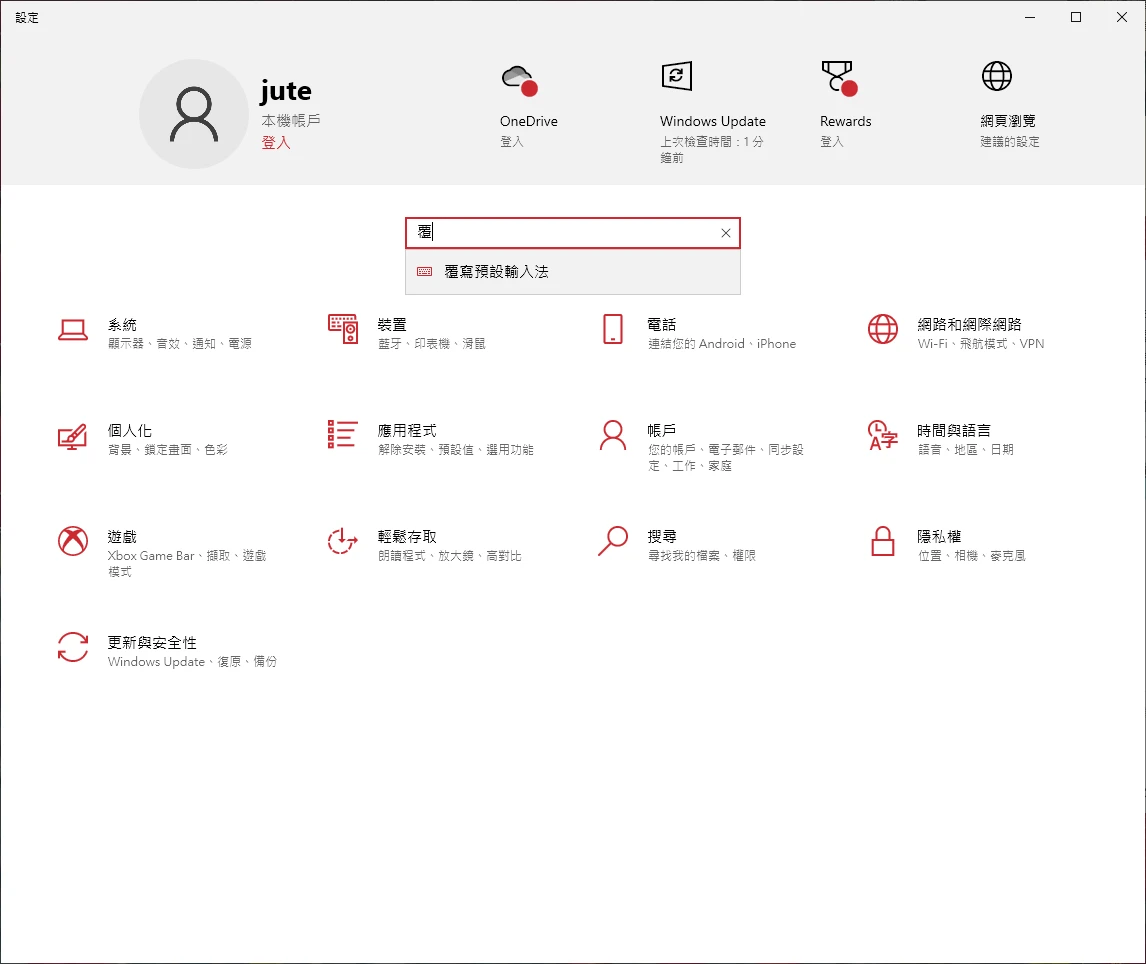 設定
jute
本機帳戶
登入
OneDrive
登入
Windows Update
上次檢查時間：1 分
鐘前
Rewards
登入
網頁瀏覽
建議的設定
覆
覆寫預設輸入法
系統
顯示器、音效、通知、電源
裝置
藍牙、印表機、滑鼠
電話
連結您的 Android、iPhone
網路和網際網路
Wi-Fi、飛航模式、VPN
個人化
背景、鎖定畫面、色彩
應用程式
解除安裝、預設值、選用功能
帳戶
您的帳戶、電子郵件、同步設
定、工作、家庭
時間與語言
語音、地區、日期
遊戲
Xbox Game Bar、擷取、遊戲
模式
輕鬆存取
朗讀程式、放大鏡、高對比
搜尋
尋找我的檔案、權限
隱私權
位置、相機、麥克風
更新與安全性
Windows Update、復原、備份